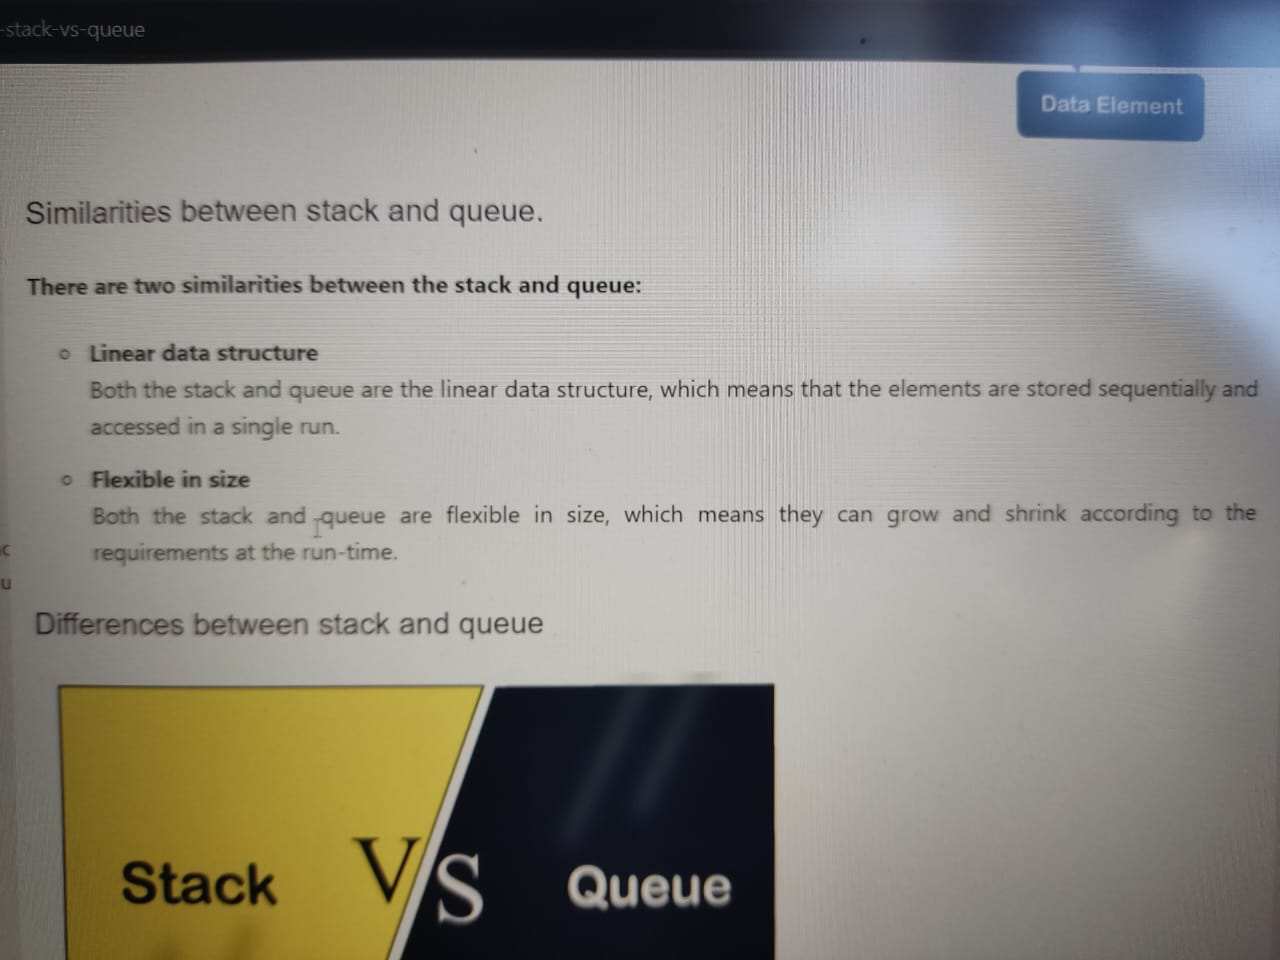 -stack-vs-queue
Data Element
Similarities between stack and queue.
There are two similarities between the stack and queue:
Linear data structure
Both the stack and queue are the linear data structure, which means that the elements are stored sequentially and
accessed in a single run.
Flexible in size
Both the stack and queue are flexible in size, which means they can grow and shrink according to the
requirements at the run-time.
Differences between stack and queue
Stack VS Queue